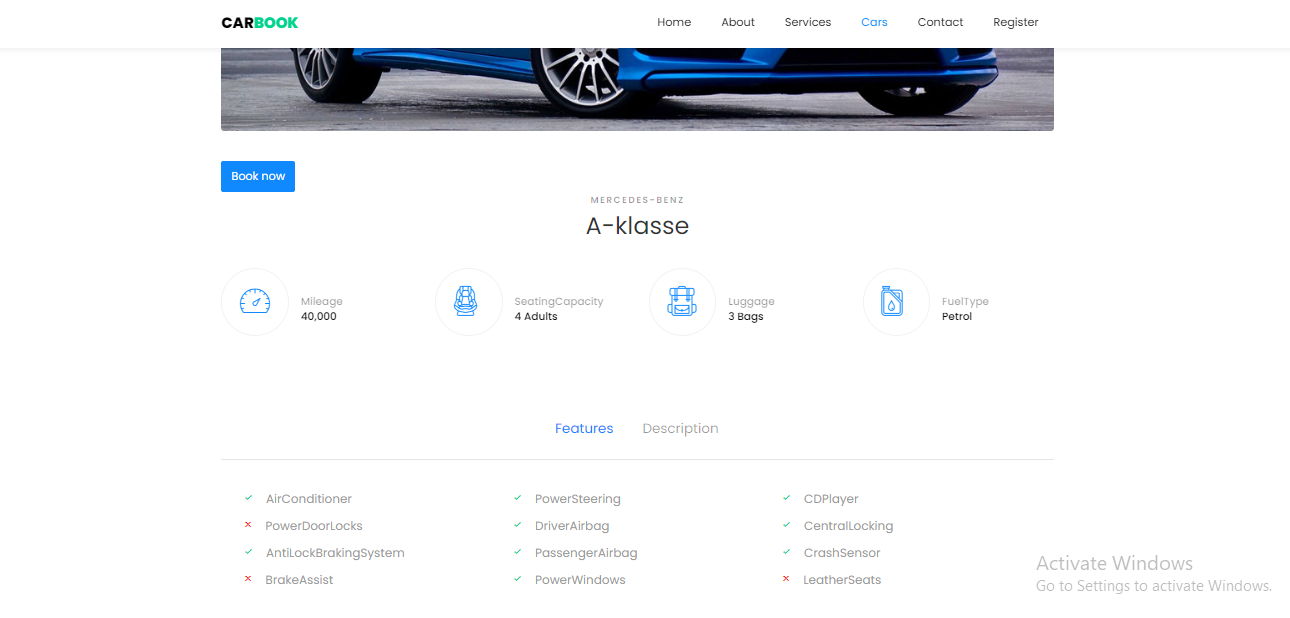 CARBOOK
Home About Services Cars Contact Register
Book now
MERCEDES-BENZ
A-klasse
Mileage
40,000
SeatingCapacity
4 Adults
Luggage
3 Bags
FuelType
Petrol
Features Description
AirConditioner PowerSteering CDPlayer
PowerDoorLocks DriverAirbag CentralLocking
AntiLockBrakingSystem PassengerAirbag CrashSensor
BrakeAssist PowerWindows LeatherSeats
Activate Windows
Go to Settings to activate Windows.